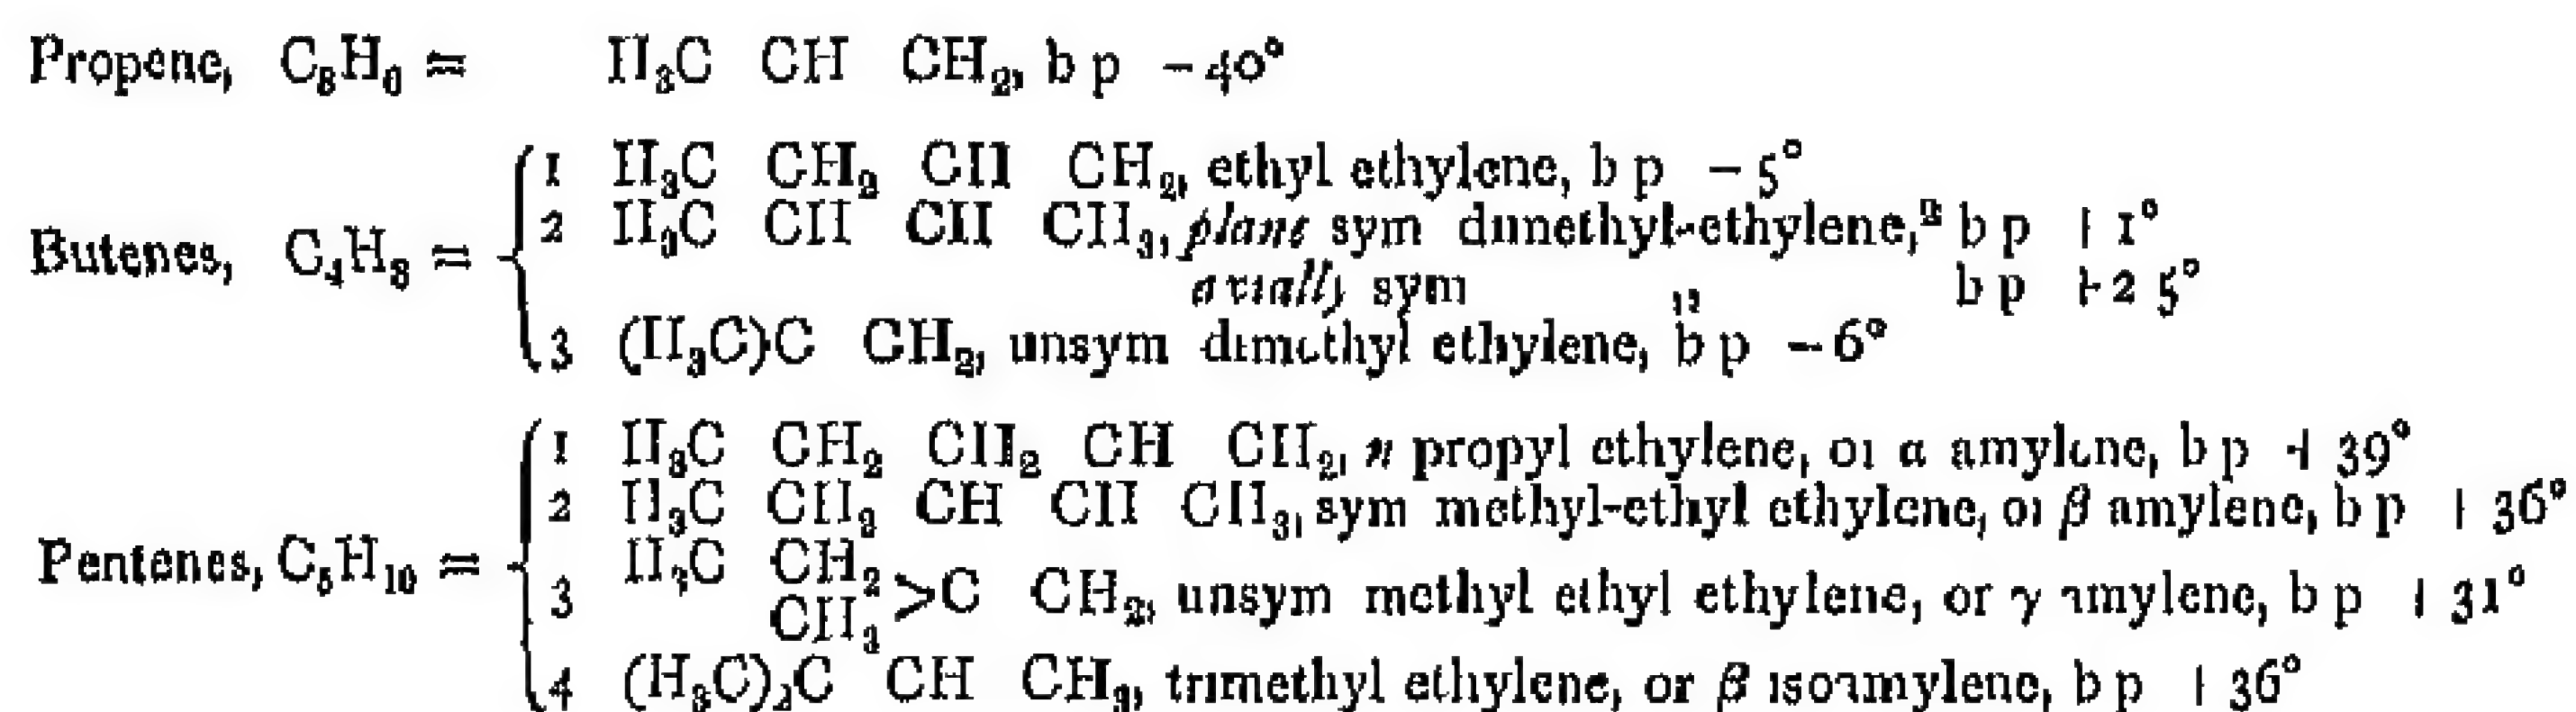 Propene, C₃H₆ = H₃C CH CH₂, b p −40°
Butenes, C₄H₈ =
1 H₃C CH₂ CH CH₂, ethyl ethylene, b p −5°
2 H₃C CH CH CH₃, plane sym dimethyl-ethylene,² b p +1°
axially sym ,, b p +2 5°
3 (H₃C)C CH₂, unsym dimethyl ethylene, b p −6°
Pentenes, C₅H₁₀ =
1 H₃C CH₂ CH₂ CH CH₂, n propyl ethylene, or α amylene, b p +39°
2 H₃C CH₂ CH CH CH₃, sym methyl-ethyl ethylene, or β amylene, b p +36°
3 H₃C CH₂ CH₃ >C CH₂, unsym methyl ethyl ethylene, or γ amylene, b p +31°
4 (H₃C)₂C CH CH₃, trimethyl ethylene, or β isoamylene, b p +36°